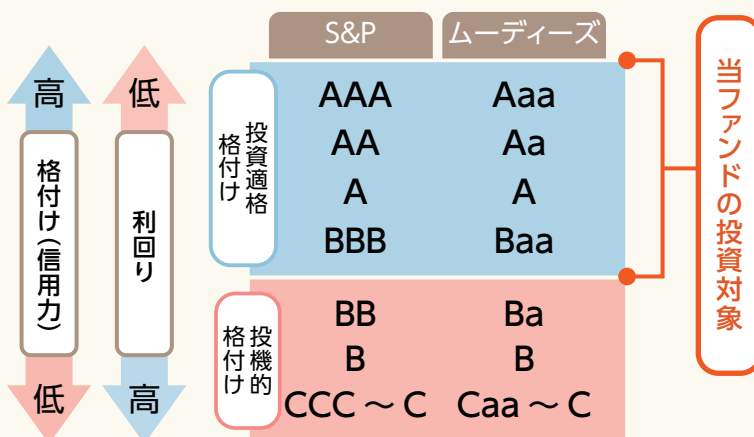 S&P ムーディーズ
高
格付け(信用力)
低
低
利回り
高
投資適格
格付け
AAA Aaa
AA Aa
A A
BBB Baa
投機的
格付け
BB Ba
B B
CCC ～ C Caa ～ C
当ファンドの投資対象